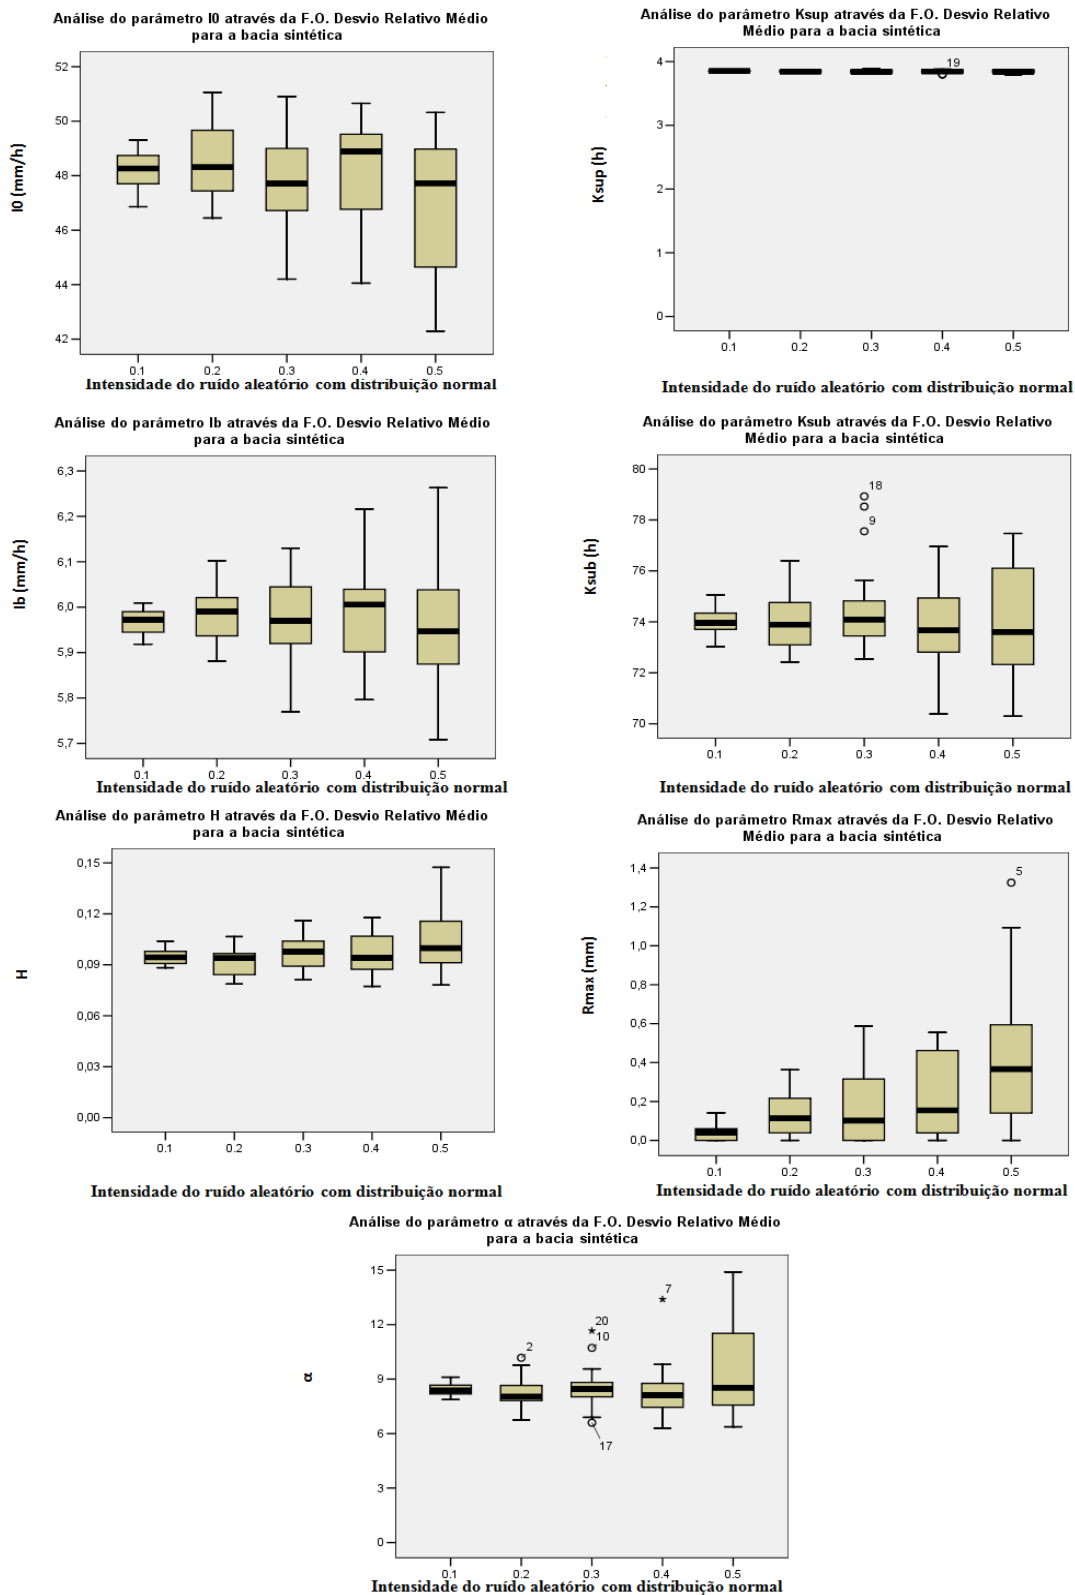 Análise do parâmetro I0 através da F.O. Desvio Relativo Médio
para a bacia sintética
52
50
48
46
44
42
I0 (mm/h)
0.1 0.2 0.3 0.4 0.5
Intensidade do ruído aleatório com distribuição normal
Análise do parâmetro Ksup através da F.O. Desvio Relativo
Médio para a bacia sintética
4
3
2
1
0
Ksup (h)
19
0.1 0.2 0.3 0.4 0.5
Intensidade do ruído aleatório com distribuição normal
Análise do parâmetro Ib através da F.O. Desvio Relativo Médio
para a bacia sintética
6,3
6,2
6,1
6,0
5,9
5,8
5,7
Ib (mm/h)
0.1 0.2 0.3 0.4 0.5
Intensidade do ruído aleatório com distribuição normal
Análise do parâmetro Ksub através da F.O. Desvio Relativo
Médio para a bacia sintética
80
78
76
74
72
70
Ksub (h)
18
9
0.1 0.2 0.3 0.4 0.5
Intensidade do ruído aleatório com distribuição normal
Análise do parâmetro H através da F.O. Desvio Relativo Médio
para a bacia sintética
0,15
0,12
0,09
0,06
0,03
0,00
H
0.1 0.2 0.3 0.4 0.5
Intensidade do ruído aleatório com distribuição normal
Análise do parâmetro Rmax através da F.O. Desvio Relativo
Médio para a bacia sintética
1,4
1,2
1,0
0,8
0,6
0,4
0,2
0,0
Rmax (mm)
5
0.1 0.2 0.3 0.4 0.5
Intensidade do ruído aleatório com distribuição normal
Análise do parâmetro α através da F.O. Desvio Relativo Médio
para a bacia sintética
15
12
9
6
3
0
α
2
20
10
17
7
0.1 0.2 0.3 0.4 0.5
Intensidade do ruído aleatório com distribuição normal